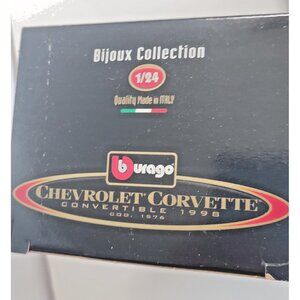 Bijoux Collection
1/24
Quality Made in ITALY
burago
CHEVROLET CORVETTE
CONVERTIBLE 1998
COD. 1576